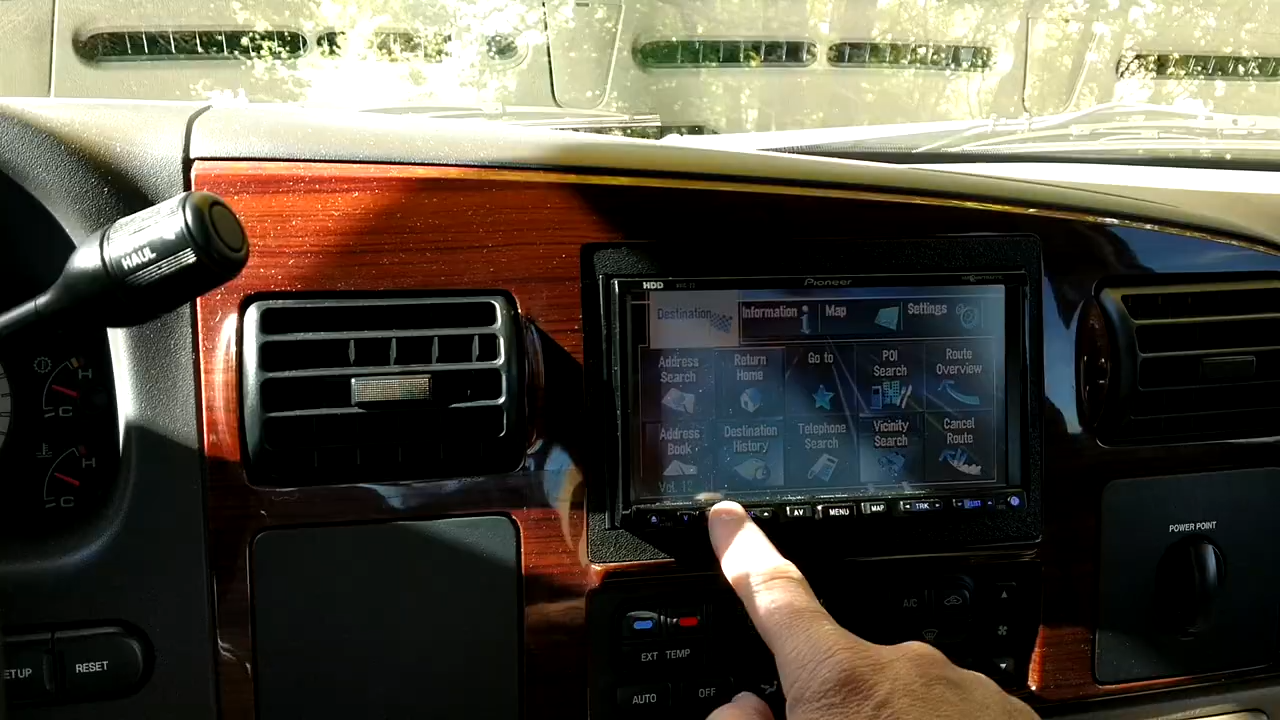 HAUL
HDD
Pioneer
Destination
Information
Map
Settings
Address Search
Return Home
Go to
POI Search
Route Overview
Address Book
Destination History
Telephone Search
Vicinity Search
Cancel Route
Vol. 12
AV
MENU
MAP
TRK
H
C
H
C
POWER POINT
A/C
EXT TEMP
AUTO
OFF
ETUP
RESET